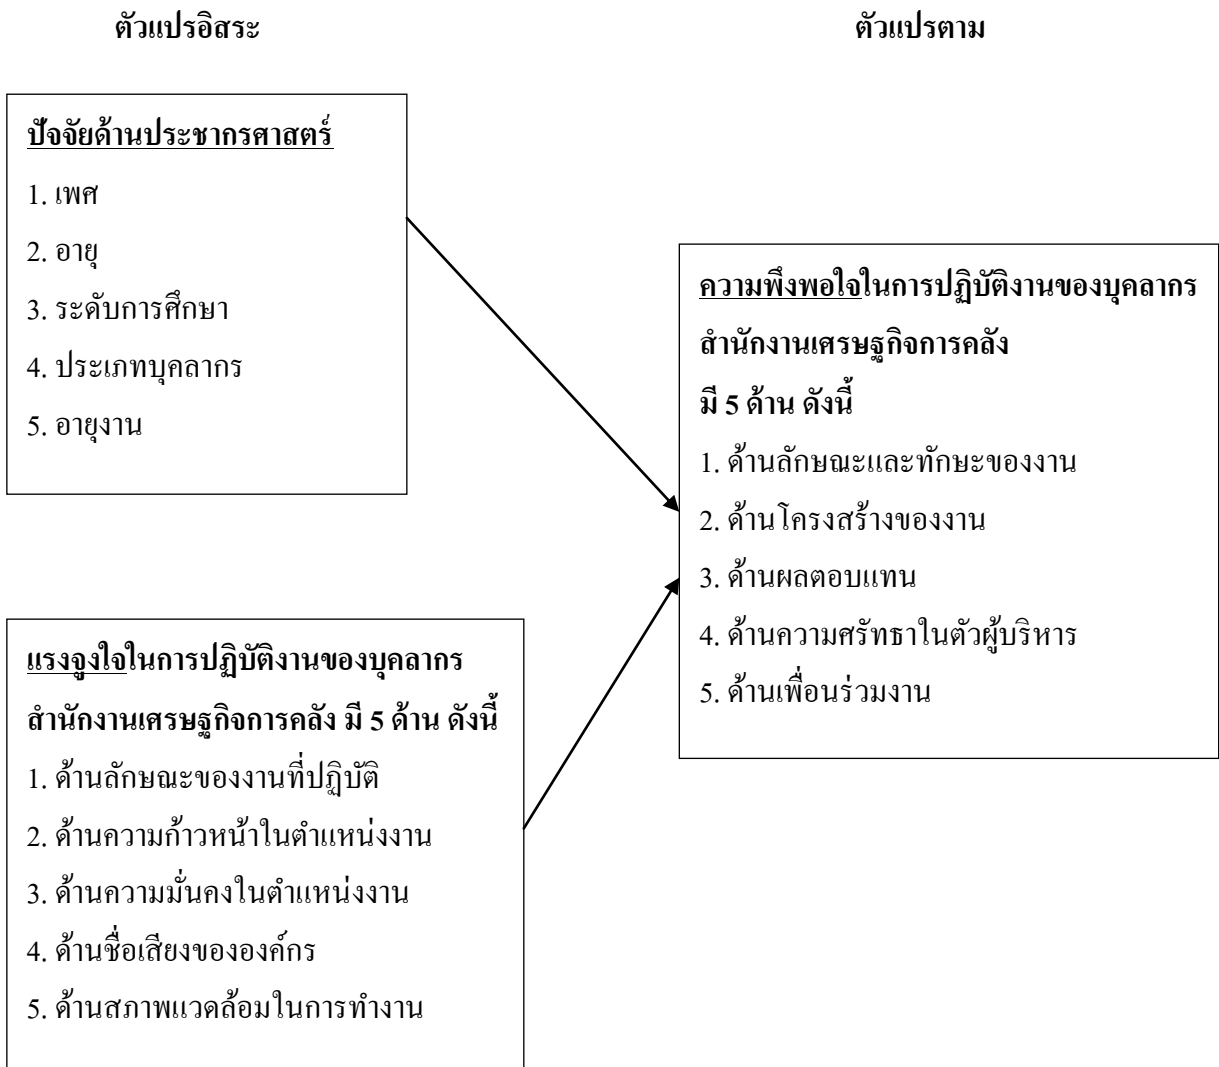 ตัวแปรอิสระ
ตัวแปรตาม
ปัจจัยด้านประชากรศาสตร์
1. เพศ
2. อายุ
3. ระดับการศึกษา
4. ประเภทบุคลากร
5. อายุงาน
แรงจูงใจในการปฏิบัติงานของบุคลากร
สำนักงานเศรษฐกิจการคลัง มี 5 ด้าน ดังนี้
1. ด้านลักษณะของงานที่ปฏิบัติ
2. ด้านความก้าวหน้าในตำแหน่งงาน
3. ด้านความมั่นคงในตำแหน่งงาน
4. ด้านชื่อเสียงขององค์กร
5. ด้านสภาพแวดล้อมในการทำงาน
ความพึงพอใจในการปฏิบัติงานของบุคลากร
สำนักงานเศรษฐกิจการคลัง
มี 5 ด้าน ดังนี้
1. ด้านลักษณะและทักษะของงาน
2. ด้านโครงสร้างของงาน
3. ด้านผลตอบแทน
4. ด้านความศรัทธาในตัวผู้บริหาร
5. ด้านเพื่อนร่วมงาน